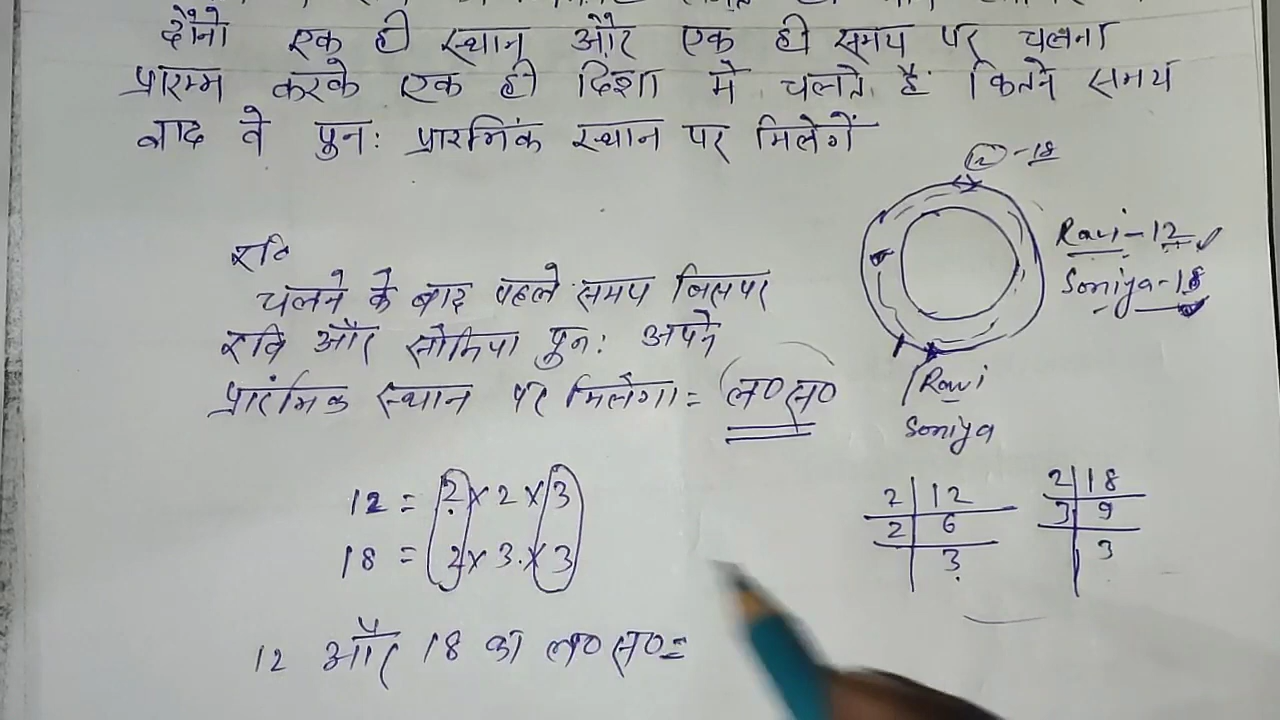 दोनो एक ही स्थान और एक ही समय पर चलना
प्रारम्भ करके एक ही दिशा मे चलते है कितने समय
बाद वे पुनः प्रारभिंक स्थान पर मिलेगें
-18
Ravi-12
Soniya-18
रवि
चलने के बाद पहले समय जिसपर
रवि और सोनिया पुनः अपने
प्रारंभिक स्थान पर मिलेगा= (ल०स०
Ravi
Soniya
12 = 2×2×3
18 = 2×3×3
2|12
2|6
3
2|18
3|9
3
12 और 18 का ल०स०=